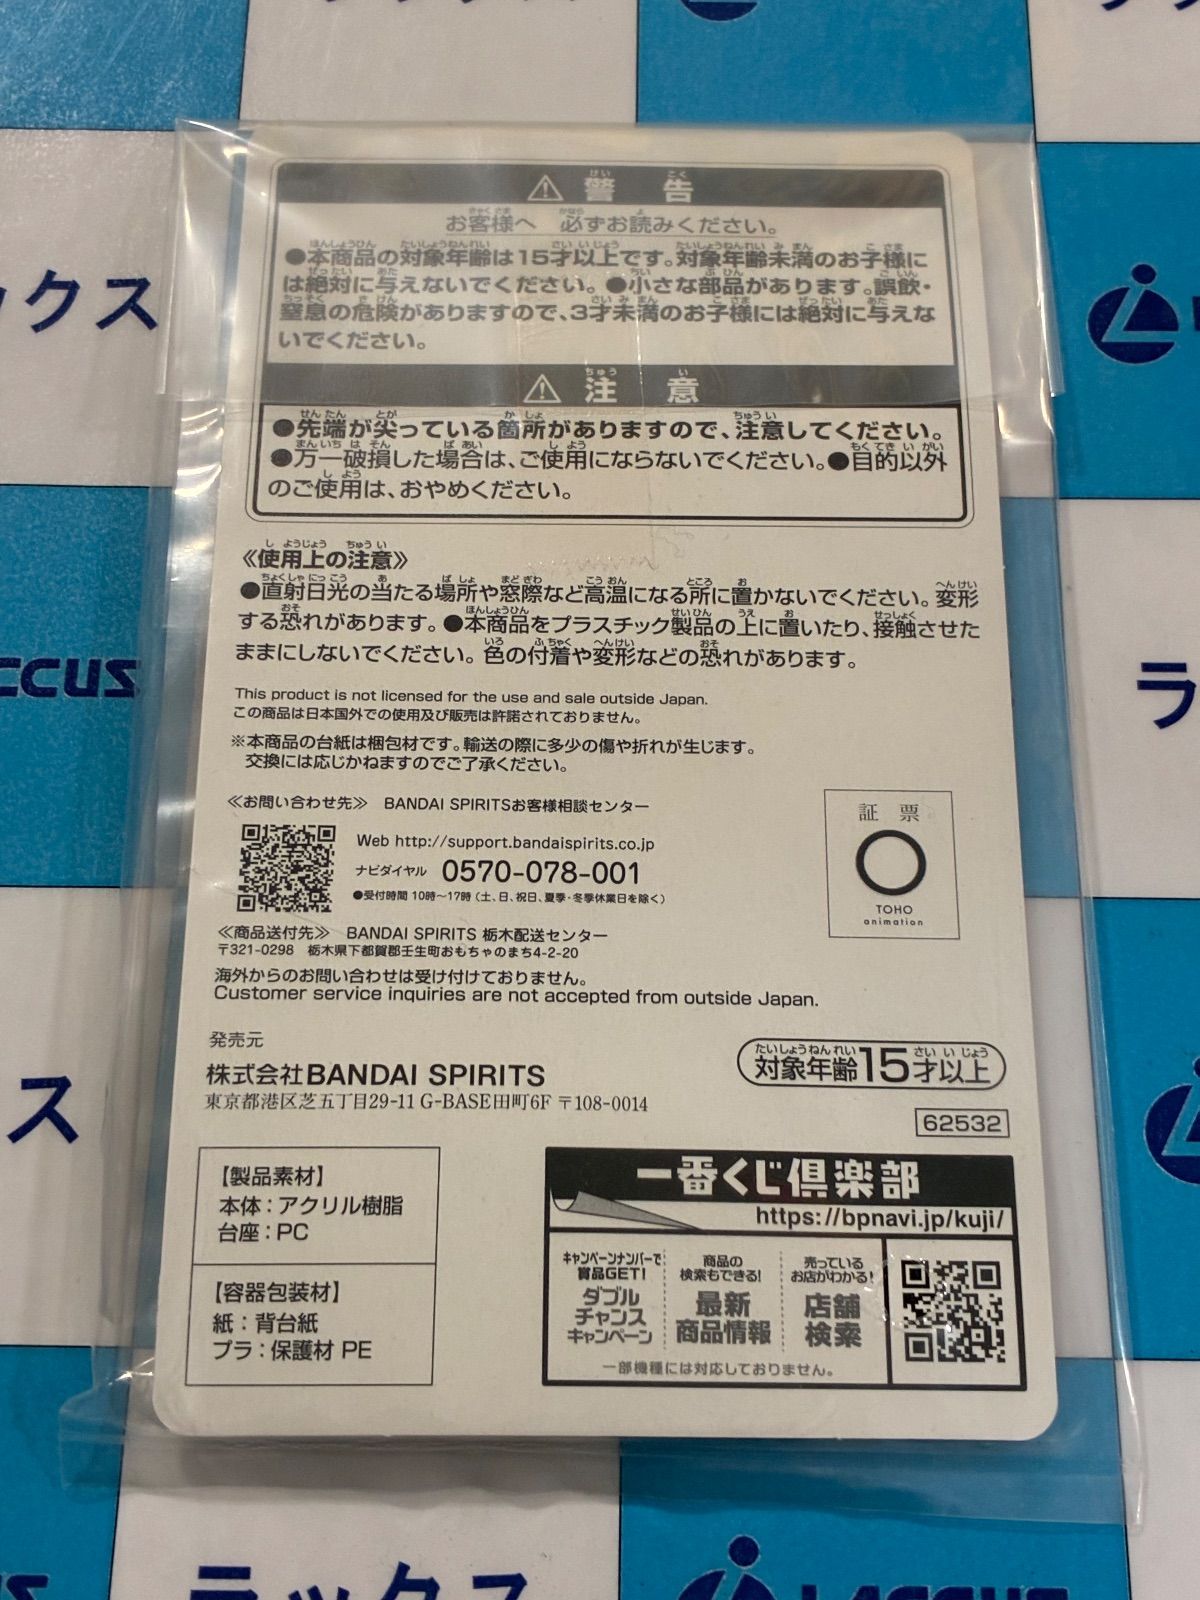 警告
お客様へ 必ずお読みください。
●本商品の対象年齢は15才以上です。対象年齢未満のお子様に
は絶対に与えないでください。●小さな部品があります。誤飲・
窒息の危険がありますので、3才未満のお子様には絶対に与えな
いでください。
注意
●先端が尖っている箇所がありますので、注意してください。
●万一破損した場合は、ご使用にならないでください。●目的以外
のご使用は、おやめください。
《使用上の注意》
●直射日光の当たる場所や窓際など高温になる所に置かないでください。変形
する恐れがあります。●本商品をプラスチック製品の上に置いたり、接触させた
ままにしないでください。色の付着や変形などの恐れがあります。
This product is not licensed for the use and sale outside Japan.
この商品は日本国外での使用及び販売は許諾されておりません。
※本商品の台紙は梱包材です。輸送の際に多少の傷や折れが生じます。
交換には応じかねますのでご了承ください。
≪お問い合わせ先≫ BANDAI SPIRITSお客様相談センター
Web http://support.bandaispirits.co.jp
ナビダイヤル 0570-078-001
●受付時間 10時〜17時(土、日、祝日、夏季・冬季休業日を除く)
証票
TOHO
animation
≪商品送付先≫ BANDAI SPIRITS 栃木配送センター
〒321-0298 栃木県下都賀郡壬生町おもちゃのまち4-2-20
海外からのお問い合わせは受け付けておりません。
Customer service inquiries are not accepted from outside Japan.
発売元
株式会社BANDAI SPIRITS
東京都港区芝五丁目29-11 G-BASE田町6F 〒108-0014
対象年齢15才以上
62532
【製品素材】
本体：アクリル樹脂
台座：PC
【容器包装材】
紙：背台紙
プラ：保護材 PE
一番くじ倶楽部
https://bpnavi.jp/kuji/
キャンペーンナンバーで
賞品GET!
ダブル
チャンス
キャンペーン
商品の
検索もできる!
最新
商品情報
売っている
お店がわかる!
店舗
検索
一部機種には対応しておりません。
ックス
ccus
ラ
ス
ラックス
LACCUS